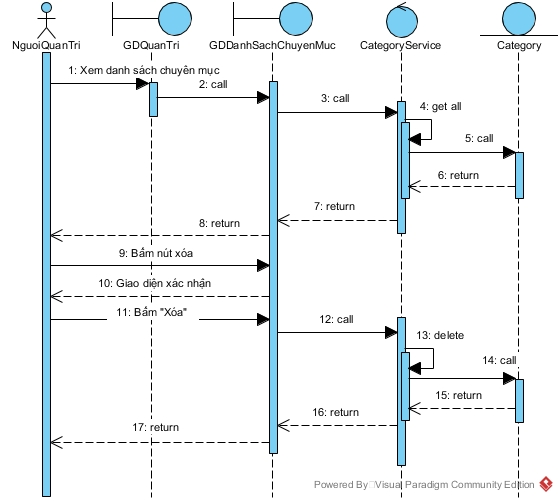 NguoiQuanTri
GDQuanTri
GDDanhSachChuyenMuc
CategoryService
Category
1: Xem danh sách chuyên mục
2: call
3: call
4: get all
5: call
6: return
7: return
8: return
9: Bấm nút xóa
10: Giao diện xác nhận
11: Bấm "Xóa"
12: call
13: delete
14: call
15: return
16: return
17: return
Powered By Visual Paradigm Community Edition